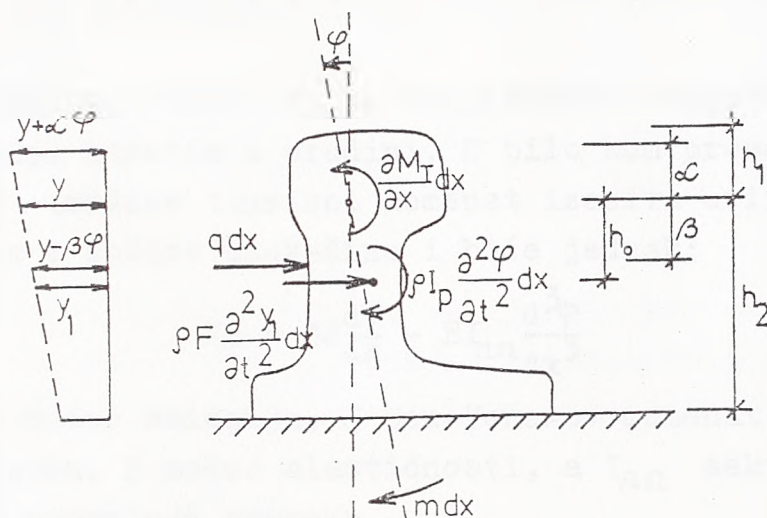 φ
y+αφ
y
y-βφ
y₁
∂M_T/∂x dx
q dx
ρI_p ∂²φ/∂t² dx
ρF ∂²y₁/∂t² dx
m dx
α
β
h₀
h₁
h₂